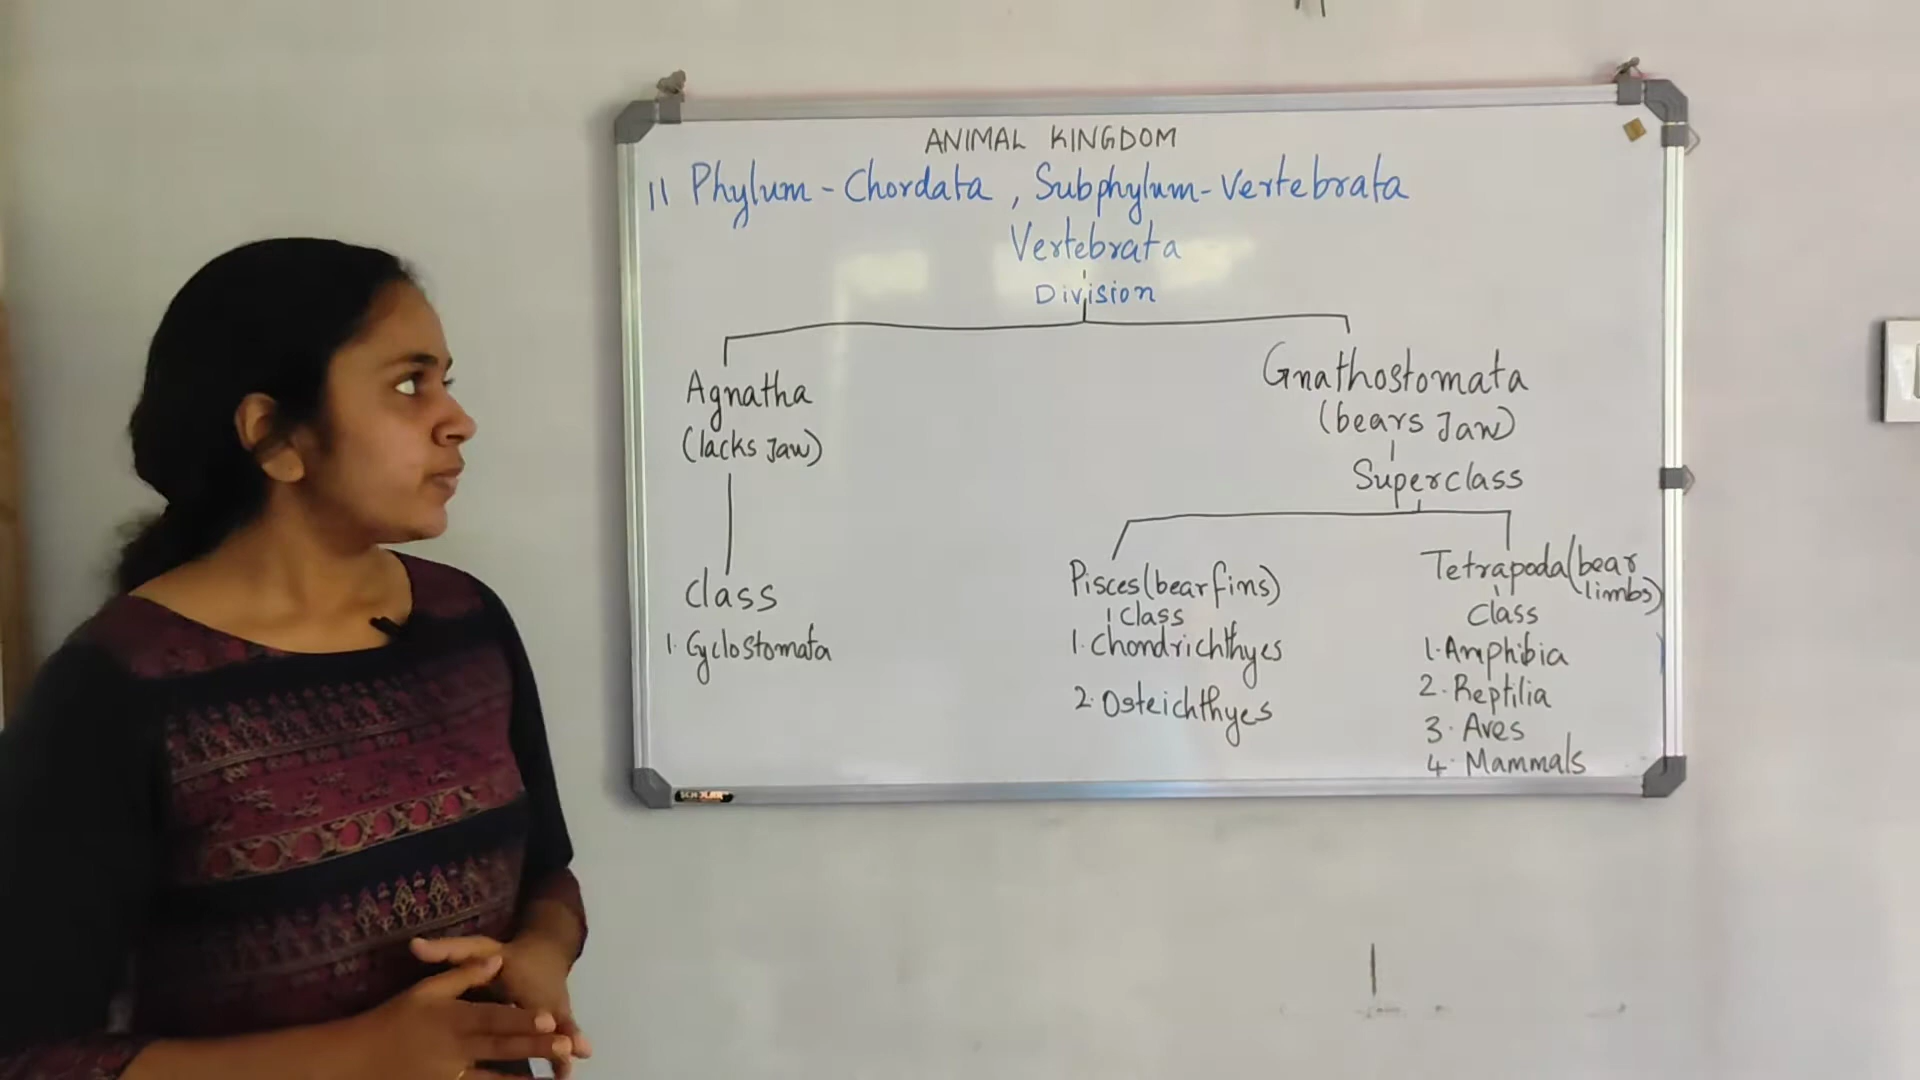 ANIMAL KINGDOM
11 Phylum - Chordata, Subphylum - Vertebrata
Vertebrata
Division
Agnatha
(lacks Jaw)
Class
1. Cyclostomata
Gnathostomata
(bears Jaw)
Superclass
Pisces (bear fins)
Class
1. Chondrichthyes
2. Osteichthyes
Tetrapoda (bear
limbs)
Class
1. Amphibia
2. Reptilia
3. Aves
4. Mammals